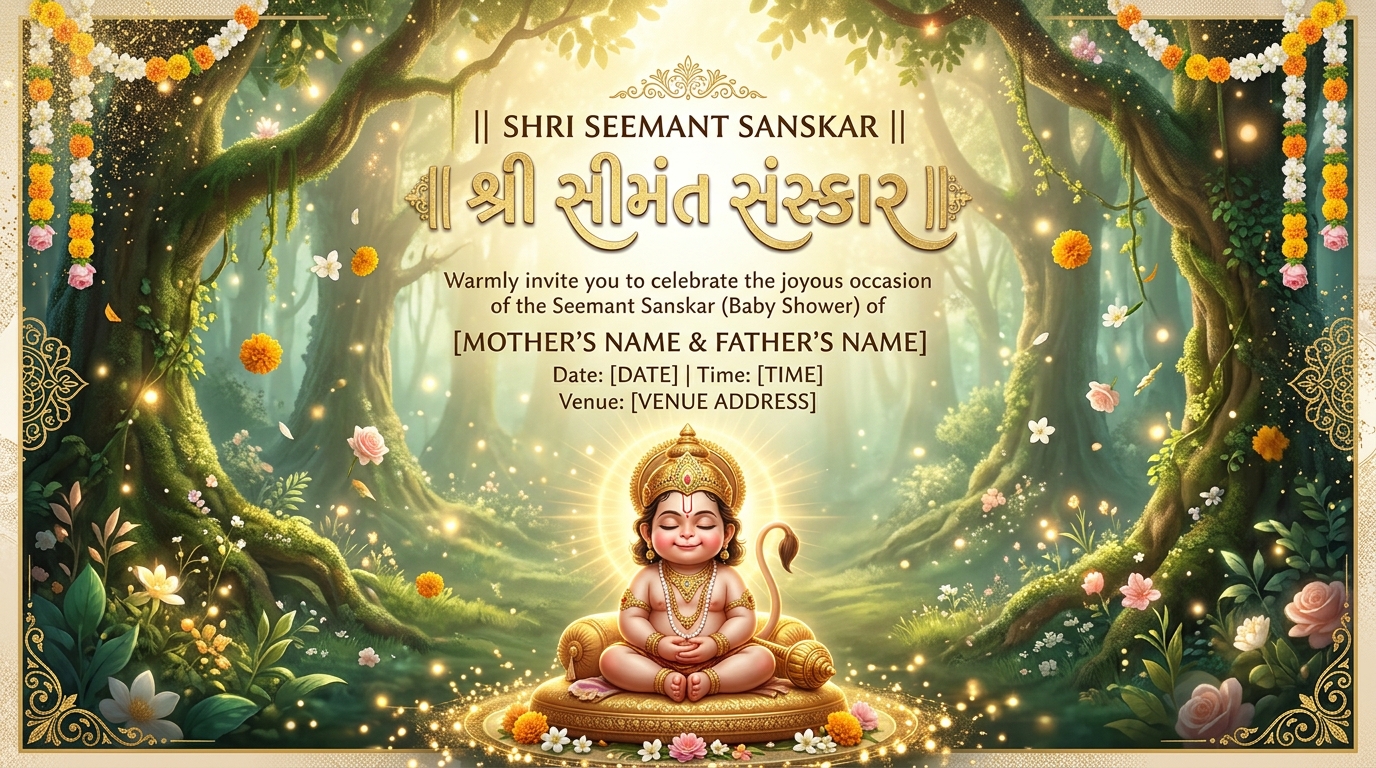 || SHRI SEEMANT SANSKAR ||
|| શ્રી સીમંત સંસ્કાર ||
Warmly invite you to celebrate the joyous occasion
of the Seemant Sanskar (Baby Shower) of
[MOTHER'S NAME & FATHER'S NAME]
Date: [DATE] | Time: [TIME]
Venue: [VENUE ADDRESS]